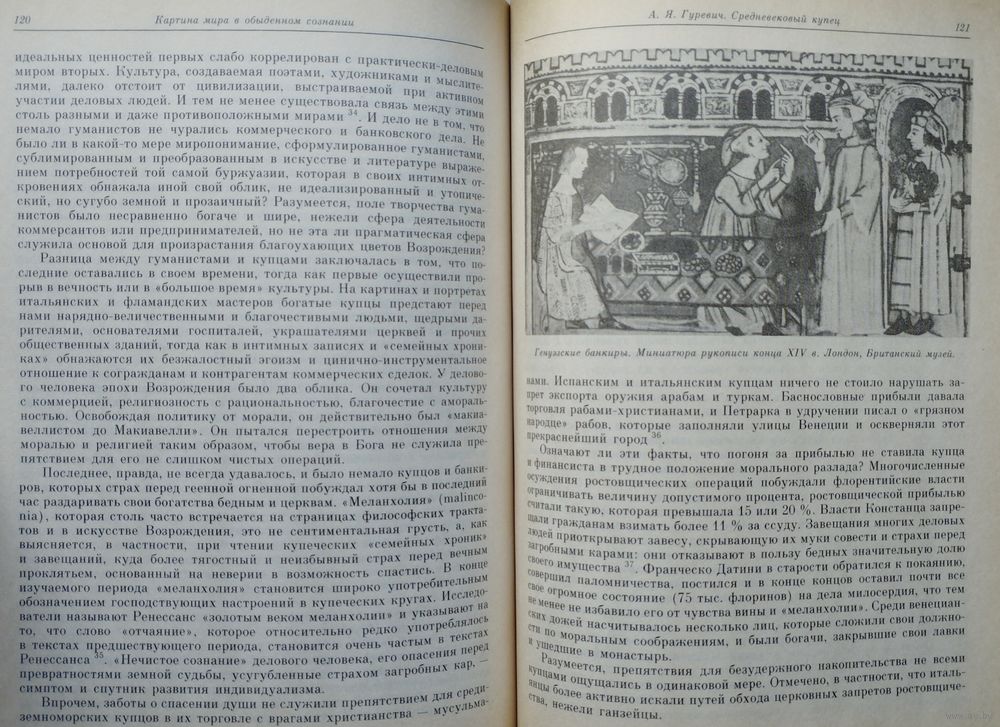 120
Картина мира в обыденном сознании
идеальных ценностей первых слабо коррелирован с практически-деловым
миром вторых. Культура, создаваемая поэтами, художниками и мыслите-
лями, далеко отстоит от цивилизации, выстраиваемой при активном
участии деловых людей. И тем не менее существовала связь между этими
столь разными и даже противоположными мирами 34. И дело не в том, что
немало гуманистов не чурались коммерческого и банковского дела. Не
было ли в какой-то мере миропонимание, сформулированное гуманистами,
сублимированным и преобразованным в искусстве и литературе выраже-
нием потребностей той самой буржуазии, которая в своих интимных от-
кровениях обнажала иной свой облик, не идеализированный и утопиче-
ский, но сугубо земной и прозаичный? Разумеется, поле творчества гума-
нистов было несравненно богаче и шире, нежели сфера деятельности
коммерсантов или предпринимателей, но не эта ли прагматическая сфера
служила основой для произрастания благоухающих цветов Возрождения?
Разница между гуманистами и купцами заключалась в том, что по-
следние оставались в своем времени, тогда как первые осуществили про-
рыв в вечность или в «большое время» культуры. На картинах и портретах
итальянских и фламандских мастеров богатые купцы предстают перед
нами нарядно-величественными и благочестивыми людьми, щедрыми да-
рителями, основателями госпиталей, украшателями церквей и прочих
общественных зданий, тогда как в интимных записях и «семейных хрони-
ках» обнажаются их безжалостный эгоизм и цинично-инструментальное
отношение к согражданам и контрагентам коммерческих сделок. У делово-
го человека эпохи Возрождения было два облика. Он сочетал культуру
с коммерцией, религиозность с рациональностью, благочестие с амораль-
ностью. Освобождая политику от морали, он действительно был «макиа-
веллистом до Макиавелли». Он пытался перестроить отношения между
моралью и религией таким образом, чтобы вера в Бога не служила пре-
пятствием для его не слишком чистых операций.
Последнее, правда, не всегда удавалось, и было немало купцов и банки-
ров, которых страх перед геенной огненной побуждал хотя бы в последний
час раздаривать свои богатства бедным и церквам. «Меланхолия» (malinco-
nia), которая столь часто встречается на страницах философских тракта-
тов и в искусстве Возрождения, это не сентиментальная грусть, а, как
выясняется, в частности, при чтении купеческих «семейных хроник»
и завещаний, куда более тягостный и неизбывный страх перед вечным
проклятьем, основанный на неверии в возможность спастись. В конце
изучаемого периода «меланхолия» становится широко употребительным
обозначением господствующих настроений в купеческих кругах. Исследо-
ватели называют Ренессанс «золотым веком меланхолии» и указывают на
то, что слово «отчаяние», которое относительно редко употреблялось
в текстах предшествующего периода, становится очень частым в текстах
Ренессанса 35. «Нечистое сознание» делового человека, его опасения перед
превратностями земной судьбы, усугубленные страхом загробных кар, —
симптом и спутник развития индивидуализма.
Впрочем, заботы о спасении души не служили препятствием для среди-
земноморских купцов в их торговле с врагами христианства — мусульма-
А. Я. Гуревич. Средневековый купец
121
Генуэзские банкиры. Миниатюра рукописи конца XIV в. Лондон, Британский музей.
нами. Испанским и итальянским купцам ничего не стоило нарушать за-
прет экспорта оружия арабам и туркам. Баснословные прибыли давала
торговля рабами-христианами, и Петрарка в удручении писал о «грязном
народце» рабов, которые заполняли улицы Венеции и оскверняли этот
прекраснейший город 36.
Означают ли эти факты, что погоня за прибылью не ставила купца
и финансиста в трудное положение морального разлада? Многочисленные
осуждения ростовщических операций побуждали флорентийские власти
ограничивать величину допустимого процента, ростовщической прибылью
считали такую, которая превышала 15 или 20 %. Власти Констанца запре-
щали гражданам взимать более 11 % за ссуду. Завещания многих деловых
людей приоткрывают завесу, скрывающую их муки совести и страхи перед
загробными карами: они отказывают в пользу бедных значительную долю
своего имущества 37. Франческо Датини в старости обратился к покаянию,
совершил паломничества, постился и в конце концов оставил почти все
свое огромное состояние (75 тыс. флоринов) на дела милосердия, что тем
не менее не избавило его от чувства вины и «меланхолии». Среди венециан-
ских дожей насчитывалось несколько лиц, которые сложили свои должно-
сти по моральным соображениям, и были богачи, закрывшие свои лавки
и ушедшие в монастырь.
Разумеется, препятствия для безудержного накопительства не всеми
купцами ощущались в одинаковой мере. Отмечено, в частности, что италь-
янцы более активно искали путей обхода церковных запретов ростовщиче-
ства, нежели ганзейцы.